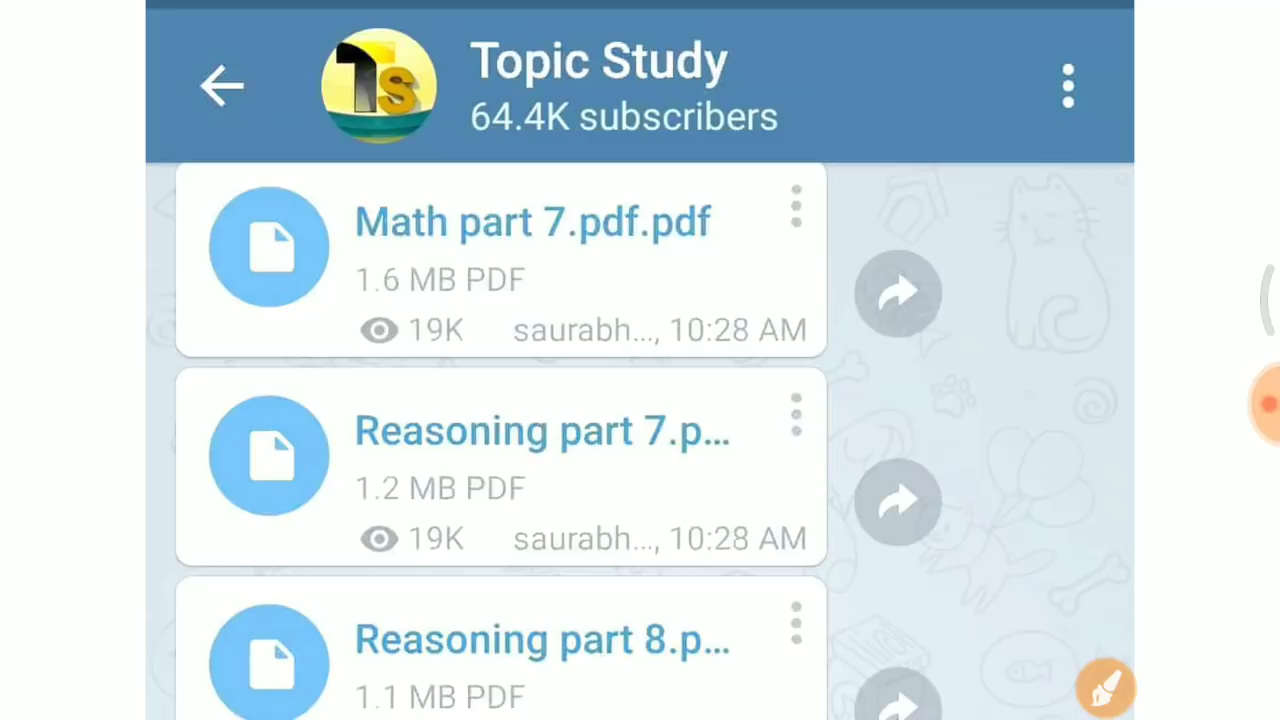 Topic Study
64.4K subscribers
Ts
Math part 7.pdf.pdf
1.6 MB PDF
19K saurabh..., 10:28 AM
Reasoning part 7.p...
1.2 MB PDF
19K saurabh..., 10:28 AM
Reasoning part 8.p...
1.1 MB PDF